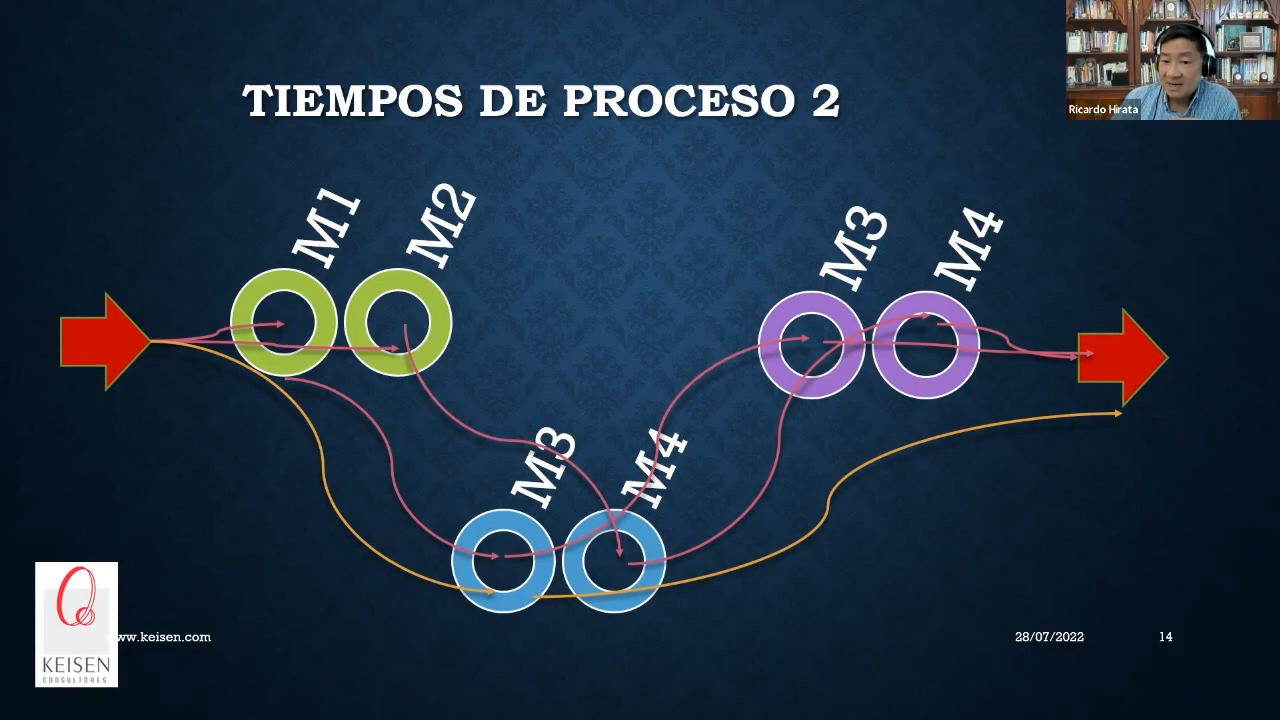 TIEMPOS DE PROCESO 2
Ricardo Hirata
M1
M2
M3
M4
M3
M4
www.keisen.com
KEISEN
CONSULTORES
28/07/2022
14